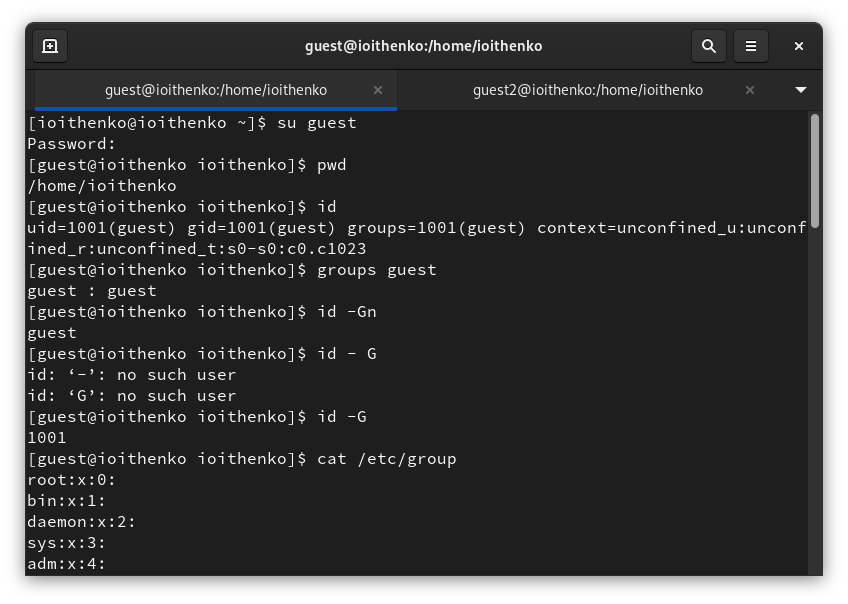 guest@ioithenko:/home/ioithenko
guest@ioithenko:/home/ioithenko
guest2@ioithenko:/home/ioithenko
[ioithenko@ioithenko ~]$ su guest
Password:
[guest@ioithenko ioithenko]$ pwd
/home/ioithenko
[guest@ioithenko ioithenko]$ id
uid=1001(guest) gid=1001(guest) groups=1001(guest) context=unconfined_u:unconf
ined_r:unconfined_t:s0-s0:c0.c1023
[guest@ioithenko ioithenko]$ groups guest
guest : guest
[guest@ioithenko ioithenko]$ id -Gn
guest
[guest@ioithenko ioithenko]$ id - G
id: ‘-’: no such user
id: ‘G’: no such user
[guest@ioithenko ioithenko]$ id -G
1001
[guest@ioithenko ioithenko]$ cat /etc/group
root:x:0:
bin:x:1:
daemon:x:2:
sys:x:3:
adm:x:4: